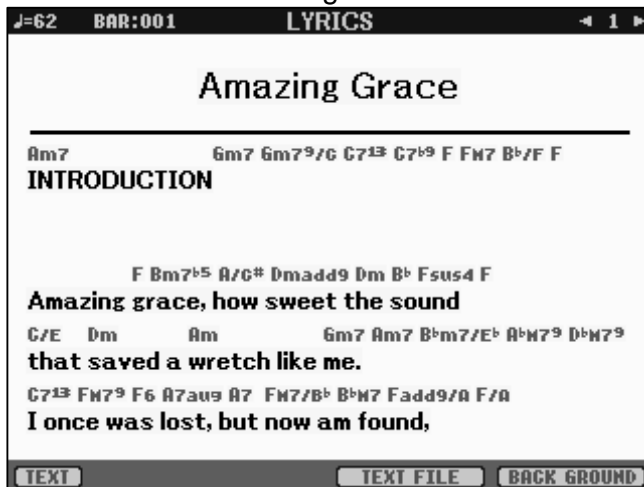 ♩=62 BAR:001 LYRICS ◄ 1 ►
Amazing Grace
Am7 Gm7 Gm7⁹/C C7¹³ C7♭⁹ F FM7 B♭/F F
INTRODUCTION
F Bm7♭⁵ A/C# Dmadd9 Dm B♭ Fsus4 F
Amazing grace, how sweet the sound
C/E Dm Am Gm7 Am7 B♭m7/E♭ A♭M7⁹ D♭M7⁹
that saved a wretch like me.
C7¹³ FM7⁹ F6 A7aug A7 FM7/B♭ B♭M7 Fadd9/A F/A
I once was lost, but now am found,
TEXT TEXT FILE BACK GROUND